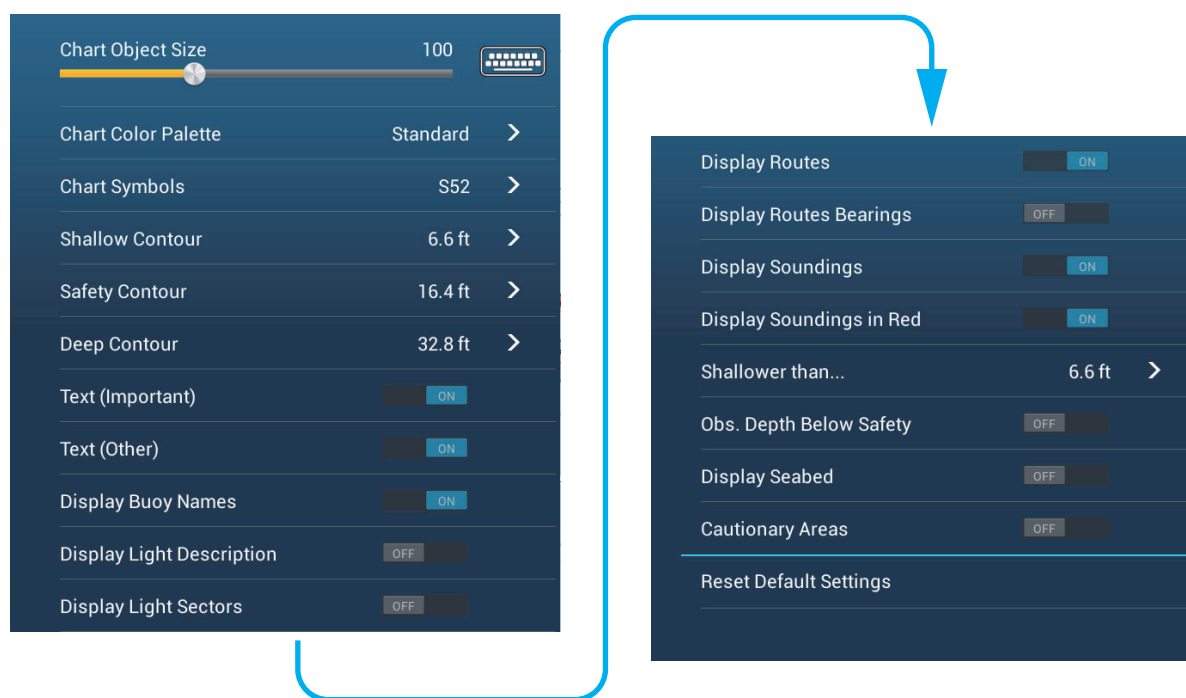 Chart Object Size 100
Chart Color Palette Standard
Chart Symbols S52
Shallow Contour 6.6 ft
Safety Contour 16.4 ft
Deep Contour 32.8 ft
Text (Important) ON
Text (Other) ON
Display Buoy Names ON
Display Light Description OFF
Display Light Sectors OFF
Display Routes ON
Display Routes Bearings OFF
Display Soundings ON
Display Soundings in Red ON
Shallower than... 6.6 ft
Obs. Depth Below Safety OFF
Display Seabed OFF
Cautionary Areas OFF
Reset Default Settings